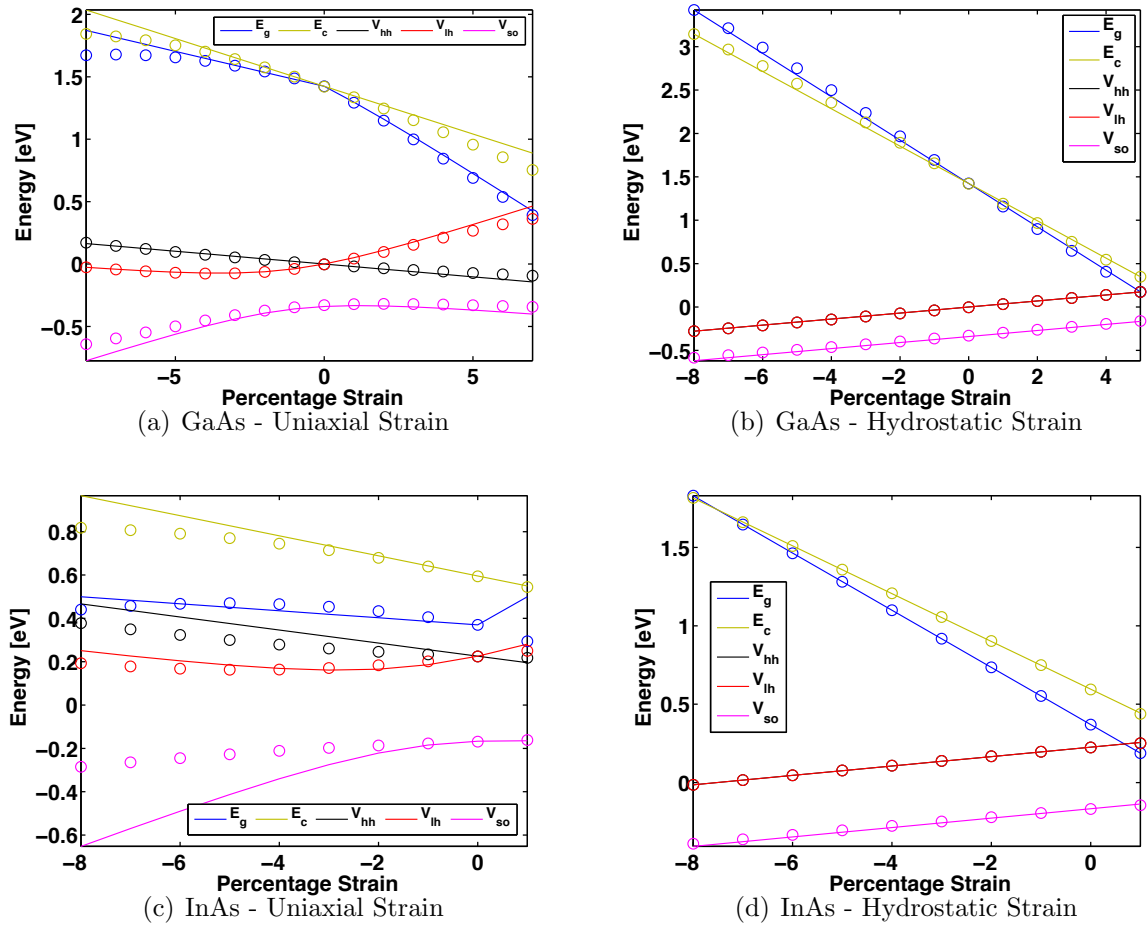 E_g E_c V_hh V_lh V_so
2
1.5
1
0.5
0
−0.5
Energy [eV]
−5 0 5
Percentage Strain
(a) GaAs - Uniaxial Strain
E_g
E_c
V_hh
V_lh
V_so
3
2.5
2
1.5
1
0.5
0
−0.5
Energy [eV]
−8 −6 −4 −2 0 2 4
Percentage Strain
(b) GaAs - Hydrostatic Strain
0.8
0.6
0.4
0.2
0
−0.2
−0.4
−0.6
Energy [eV]
E_g E_c V_hh V_lh V_so
−8 −6 −4 −2 0
Percentage Strain
(c) InAs - Uniaxial Strain
1.5
1
0.5
0
Energy [eV]
E_g
E_c
V_hh
V_lh
V_so
−8 −6 −4 −2 0
Percentage Strain
(d) InAs - Hydrostatic Strain